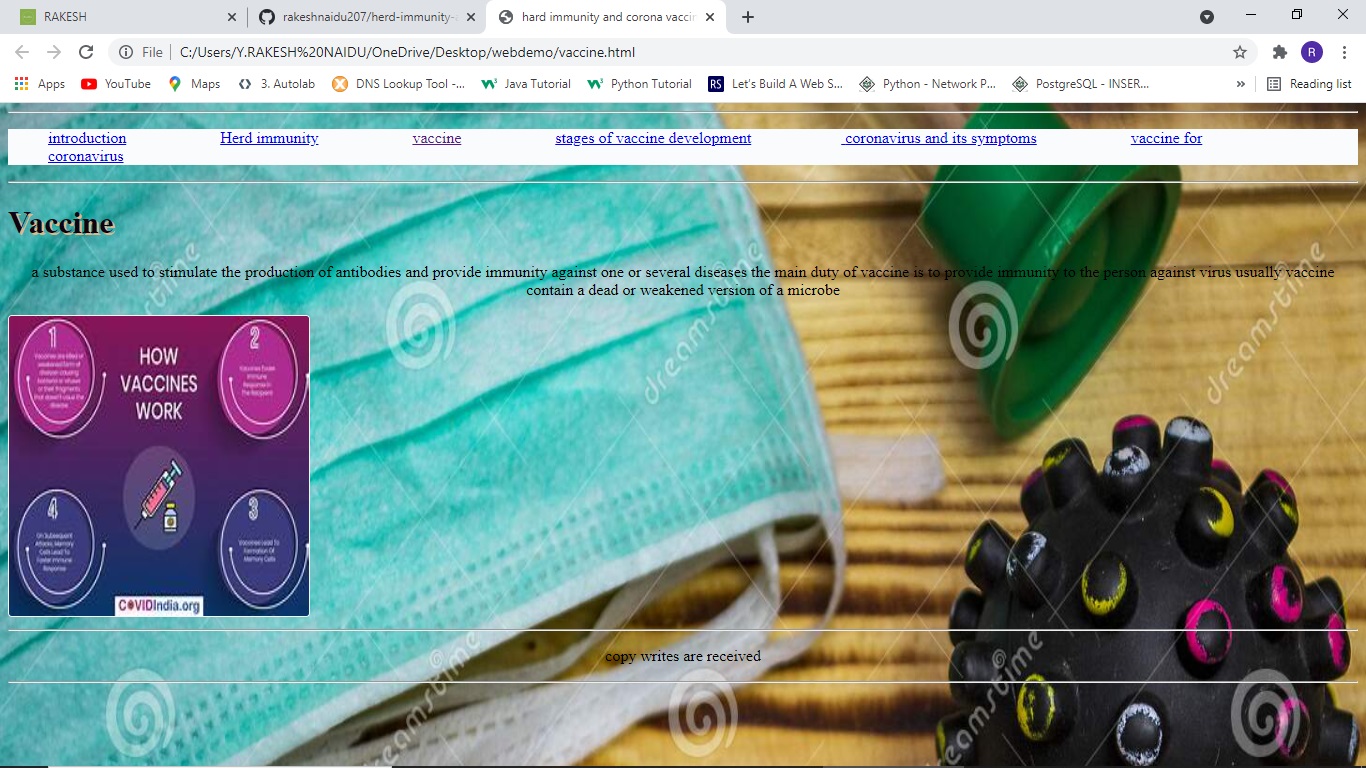 RAKESH
rakeshnaidu207/herd-immunity-
hard immunity and corona vaccin
File
C:/Users/Y.RAKESH%20NAIDU/OneDrive/Desktop/webdemo/vaccine.html
R
Apps YouTube Maps 3. Autolab DNS Lookup Tool -... Java Tutorial Python Tutorial RS Let's Build A Web S... Python - Network P... PostgreSQL - INSER... » Reading list
introduction Herd immunity vaccine stages of vaccine development coronavirus and its symptoms vaccine for
coronavirus
Vaccine
a substance used to stimulate the production of antibodies and provide immunity against one or several diseases the main duty of vaccine is to provide immunity to the person against virus usually vaccine
contain a dead or weakened version of a microbe
1
Vaccines are killed or
weakened form of
disease causing
bacteria or viruses
or their fragments
that doesn't cause the
disease
HOW
VACCINES
WORK
2
Vaccines Evoke
Immune
Response In
The Recipient
4
On Subsequent
Attacks, Memory
Cells Lead To
Faster Immune
Response
3
Vaccines Lead To
Formation Of
Memory Cells
COVIDIndia.org
copy writes are received
dreamstime
dreamstime
dreamstime
dreamstime